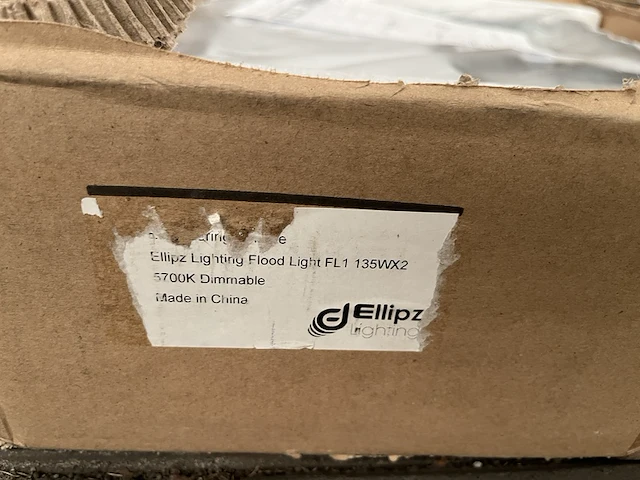 Ellipz Lighting Flood Light FL1 135WX2
5700K Dimmable
Made in China
Ellipz
Lighting